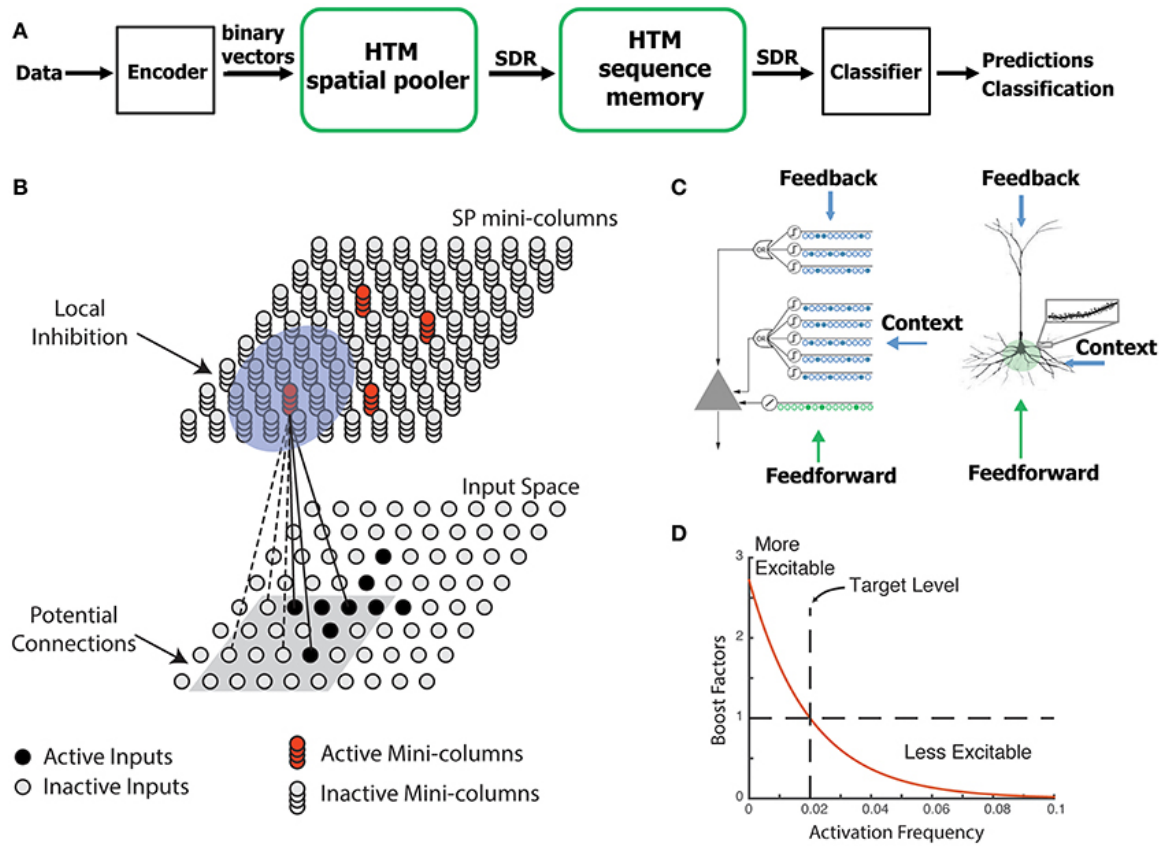 A
Data
Encoder
binary
vectors
HTM
spatial pooler
SDR
HTM
sequence
memory
SDR
Classifier
Predictions
Classification
B
SP mini-columns
Local
Inhibition
Input Space
Potential
Connections
Active Inputs
Inactive Inputs
Active Mini-columns
Inactive Mini-columns
C
Feedback
OR
OR
Context
Feedforward
Feedback
Context
Feedforward
D
More
Excitable
Target Level
Less Excitable
Boost Factors
3
2
1
0
0
0.02
0.04
0.06
0.08
0.1
Activation Frequency